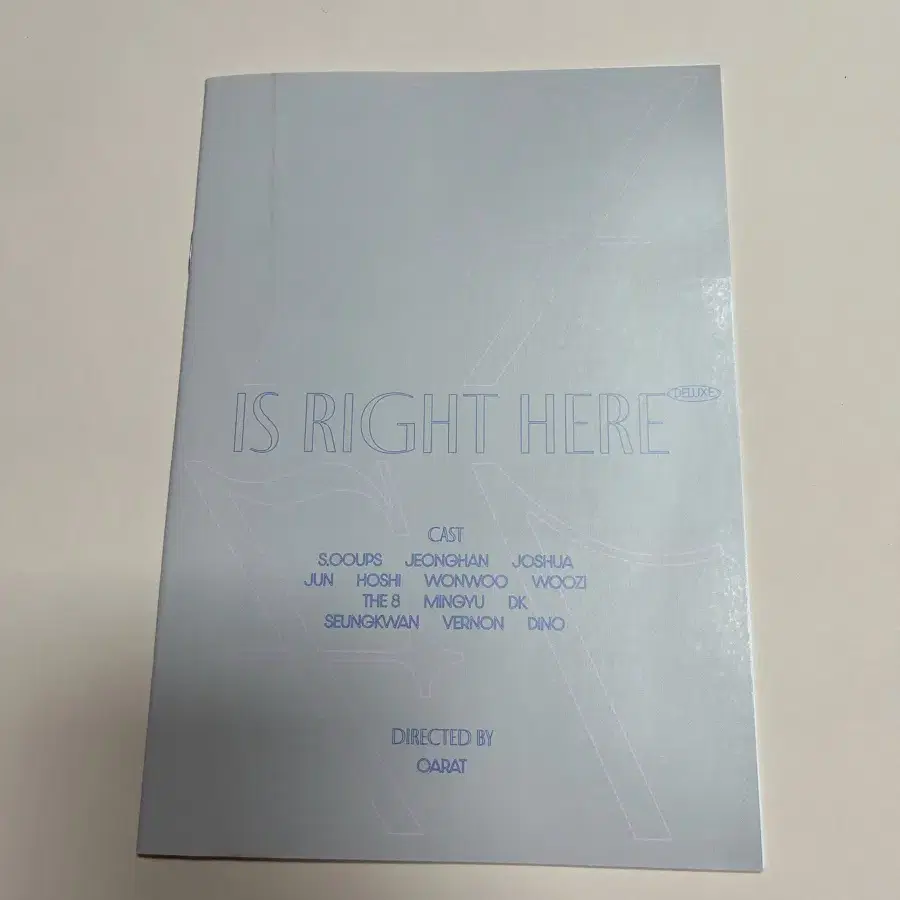 IS RIGHT HERE DELUXE
CAST
S.COUPS JEONGHAN JOSHUA
JUN HOSHI WONWOO WOOZI
THE 8 MINGYU DK
SEUNGKWAN VERNON DINO
DIRECTED BY
CARAT